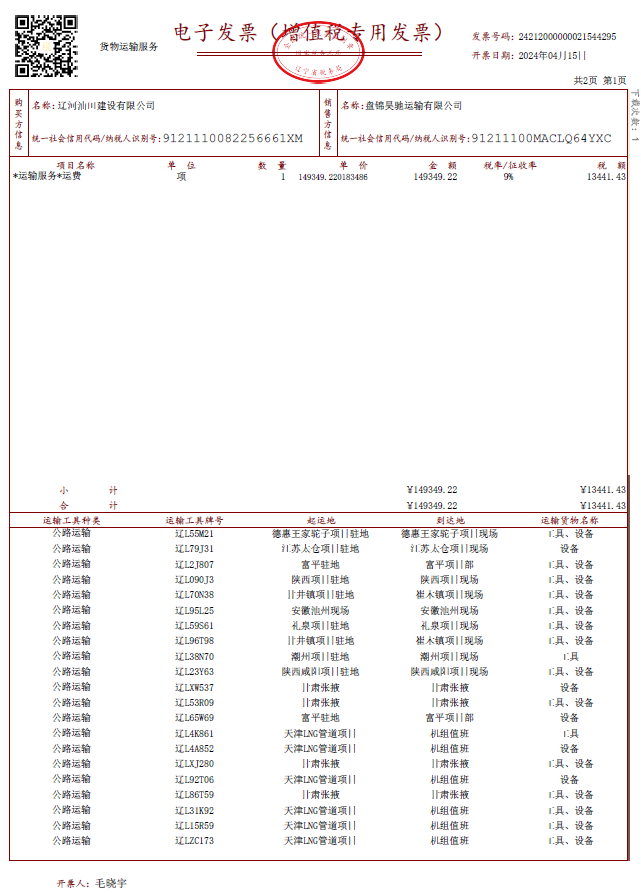 货物运输服务
电子发票（增值税专用发票）
发票号码：24212000000021544295
开票日期：2024年04月15日
辽宁省税务局
共2页 第1页
下载次数：1
购买方信息
名称：辽河油田建设有限公司
统一社会信用代码/纳税人识别号：91211100822566​61XM
销售方信息
名称：盘锦昊驰运输有限公司
统一社会信用代码/纳税人识别号：91211100MACLQ64YXC
项目名称 单 位 数 量 单 价 金 额 税率/征收率 税 额
*运输服务*运费 项 1 149349.220183486 149349.22 9% 13441.43
小 计 ¥149349.22 ¥13441.43
合 计 ¥149349.22 ¥13441.43
运输工具种类 运输工具牌号 起运地 到达地 运输货物名称
公路运输 辽L55M21 德惠王家驼子项目驻地 德惠王家驼子项目现场 工具、设备
公路运输 辽L79J31 江苏太仓项目驻地 江苏太仓项目现场 设备
公路运输 辽L2J807 富平驻地 富平项目部 工具、设备
公路运输 辽L090J3 陕西项目驻地 陕西项目现场 工具、设备
公路运输 辽L70N38 甘井镇项目驻地 崔木镇项目现场 工具、设备
公路运输 辽L95L25 安徽池州现场 安徽池州现场 工具、设备
公路运输 辽L59S61 礼泉项目驻地 礼泉项目现场 工具、设备
公路运输 辽L96T98 甘井镇项目驻地 崔木镇项目现场 工具、设备
公路运输 辽L38N70 潮州项目驻地 潮州项目现场 工具
公路运输 辽L23Y63 陕西咸阳项目驻地 陕西咸阳项目现场 工具、设备
公路运输 辽LXW537 甘肃张掖 甘肃张掖 设备
公路运输 辽L53R09 甘肃张掖 甘肃张掖 工具、设备
公路运输 辽L65W69 富平驻地 富平项目部 设备
公路运输 辽L4K861 天津LNG管道项目 机组值班 工具
公路运输 辽L4A852 天津LNG管道项目 机组值班 设备
公路运输 辽LXJ280 甘肃张掖 甘肃张掖 工具、设备
公路运输 辽L92T06 天津LNG管道项目 机组值班 设备
公路运输 辽L86T59 甘肃张掖 甘肃张掖 工具、设备
公路运输 辽L31K92 天津LNG管道项目 机组值班 工具、设备
公路运输 辽L15R59 天津LNG管道项目 机组值班 工具、设备
公路运输 辽LZC173 天津LNG管道项目 机组值班 工具、设备
开票人：毛晓宇